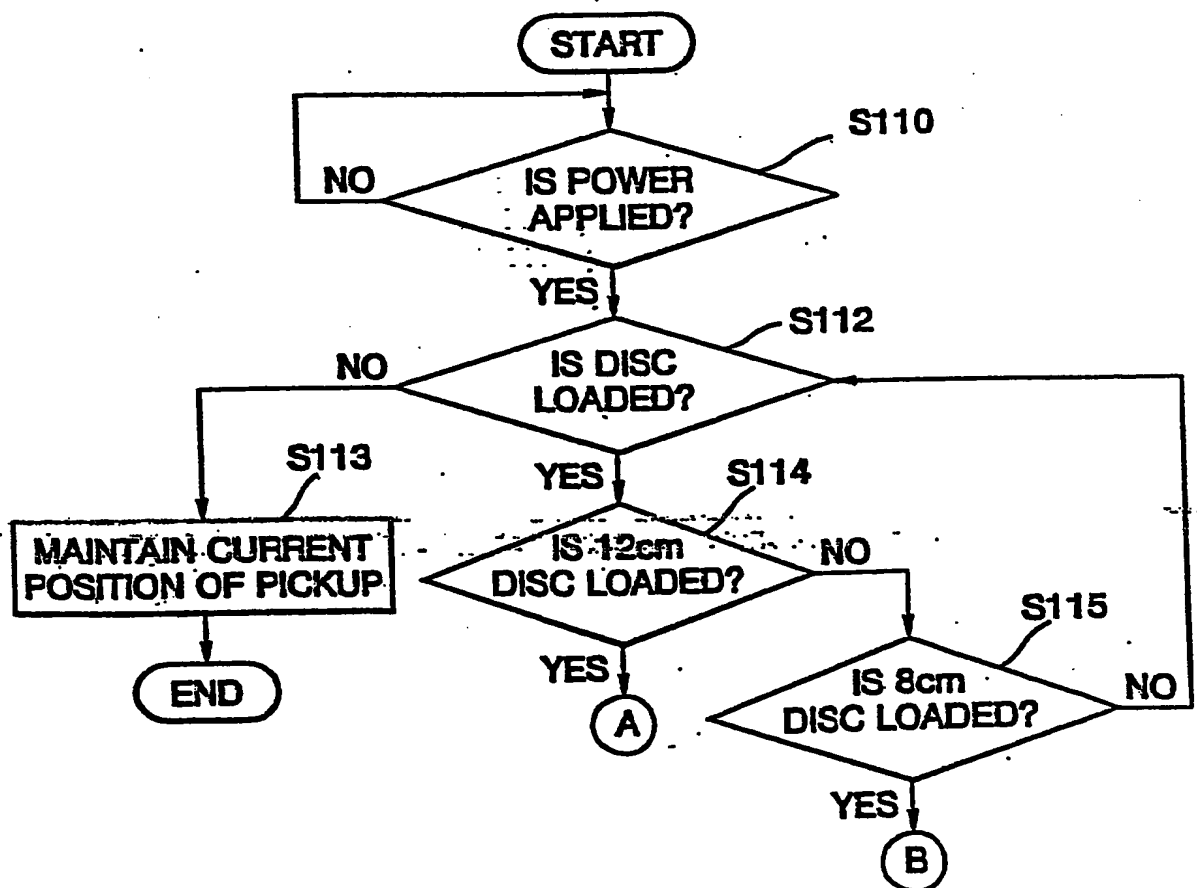 START
S110
NO
IS POWER
APPLIED?
YES
S112
NO
IS DISC
LOADED?
S113
YES
S114
MAINTAIN CURRENT
POSITION OF PICKUP
IS 12cm
DISC LOADED?
NO
S115
END
YES
IS 8cm
DISC LOADED?
NO
A
YES
B